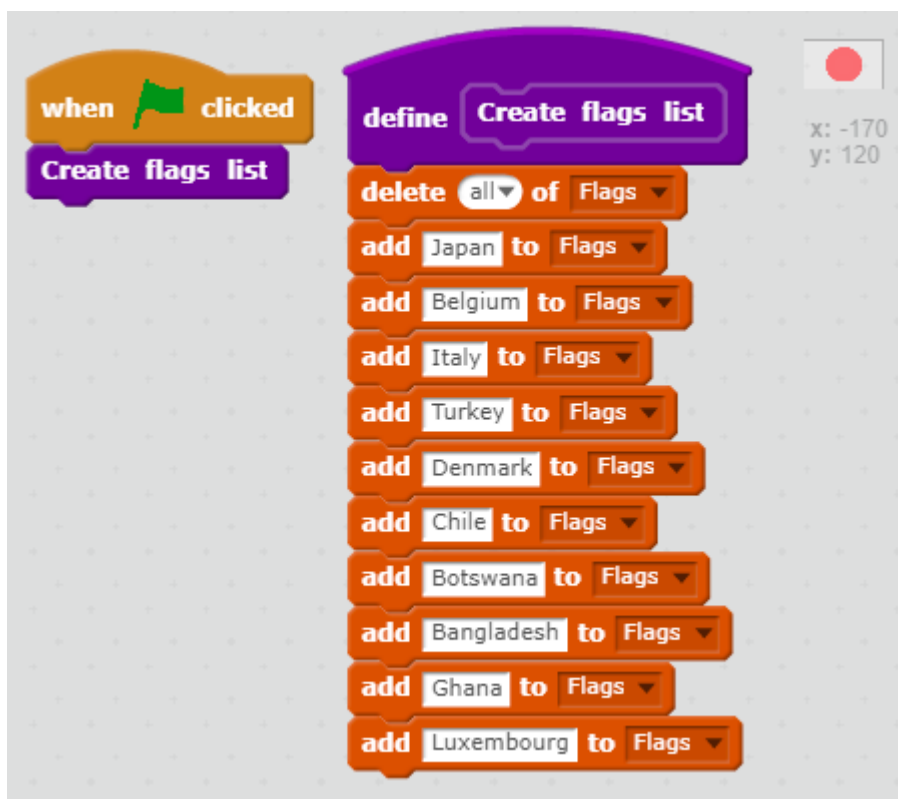 when clicked
Create flags list
define Create flags list
delete all of Flags
add Japan to Flags
add Belgium to Flags
add Italy to Flags
add Turkey to Flags
add Denmark to Flags
add Chile to Flags
add Botswana to Flags
add Bangladesh to Flags
add Ghana to Flags
add Luxembourg to Flags
x: -170
y: 120